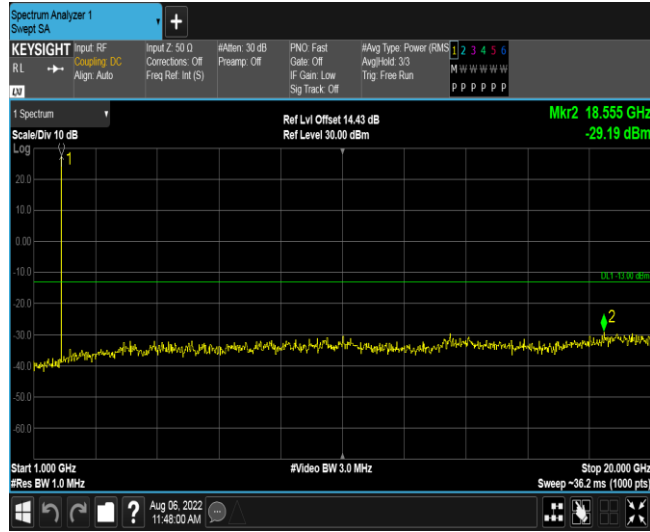 Spectrum Analyzer 1
Swept SA
+
KEYSIGHT
RL
LXI
Input: RF
Coupling: DC
Align: Auto
Input Z: 50 Ω
Corrections: Off
Freq Ref: Int (S)
#Atten: 30 dB
Preamp: Off
PNO: Fast
Gate: Off
IF Gain: Low
Sig Track: Off
#Avg Type: Power (RMS
Avg|Hold: 3/3
Trig: Free Run
1 2 3 4 5 6
M W W W W W
P P P P P P
1 Spectrum
Scale/Div 10 dB
Ref Lvl Offset 14.43 dB
Ref Level 30.00 dBm
Mkr2 18.555 GHz
-29.19 dBm
Log
1
20.0
10.0
0.00
-10.0
DL1 -13.00 dBm
-20.0
2
-30.0
-40.0
-50.0
-60.0
Start 1.000 GHz
#Video BW 3.0 MHz
Stop 20.000 GHz
#Res BW 1.0 MHz
Sweep ~36.2 ms (1000 pts)
?
Aug 06, 2022
11:48:00 AM